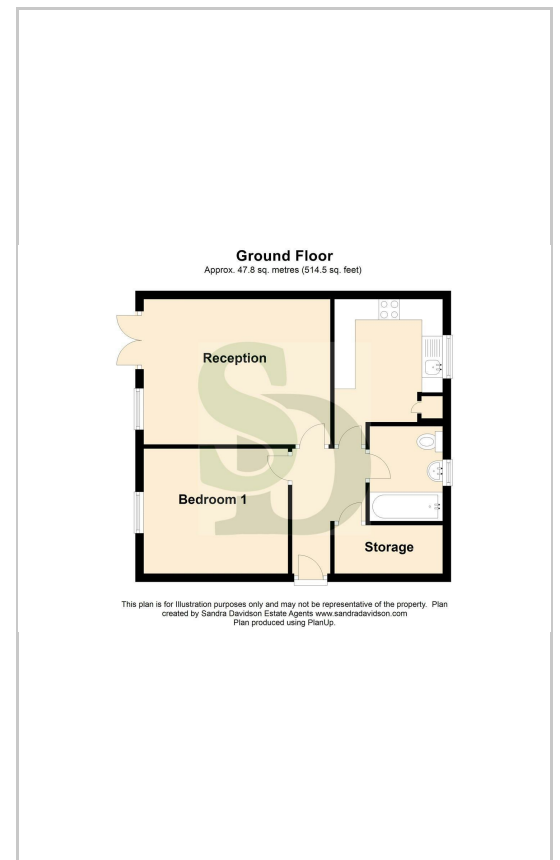 Ground Floor
Approx. 47.8 sq. metres (514.5 sq. feet)
Reception
Bedroom 1
Storage
SD
This plan is for Illustration purposes only and may not be representative of the property. Plan
created by Sandra Davidson Estate Agents www.sandradavidson.com
Plan produced using PlanUp.